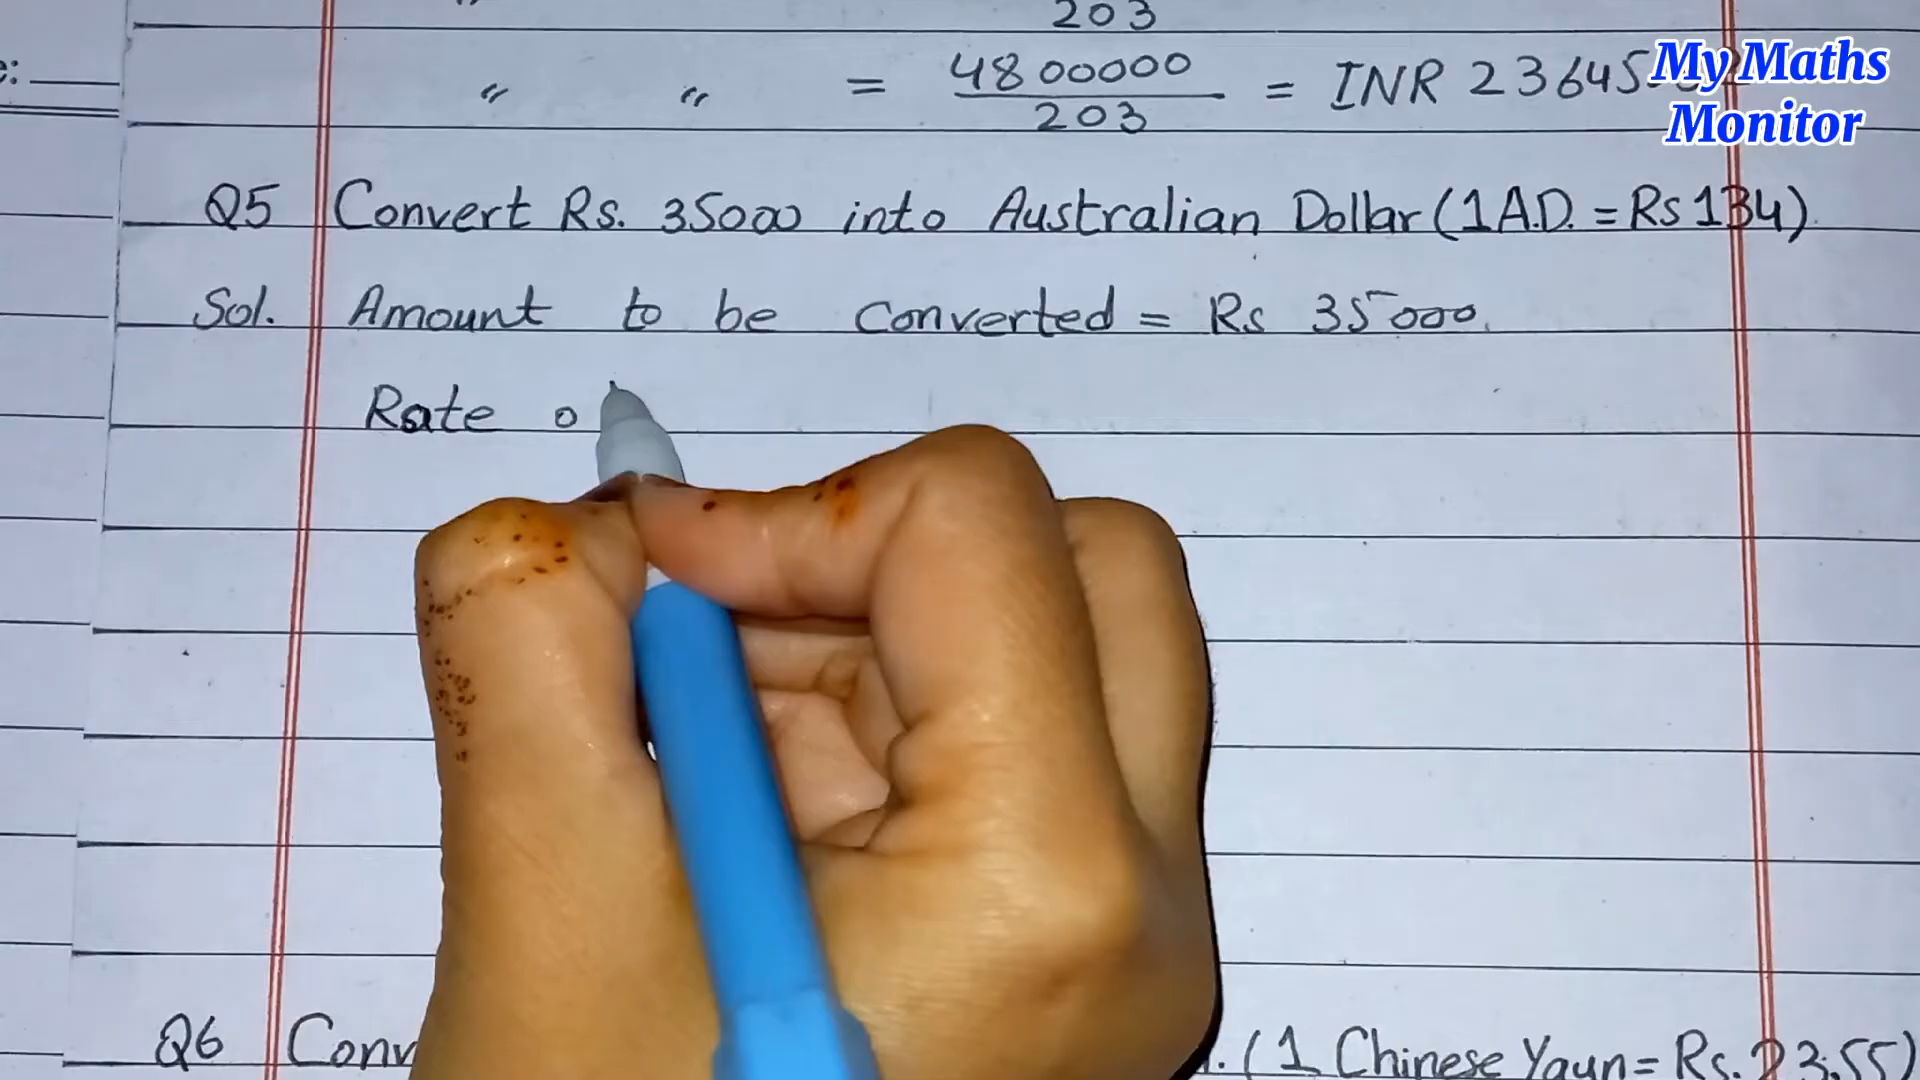 203
e:
〃 〃 = 4800000 / 203 = INR 23645.
My Maths
Monitor
Q5 Convert Rs. 35000 into Australian Dollar (1 A.D. = Rs 134).
Sol. Amount to be Converted = Rs 35000.
Rate o
Q6 Conv . (1 Chinese Yaun = Rs. 23.55)